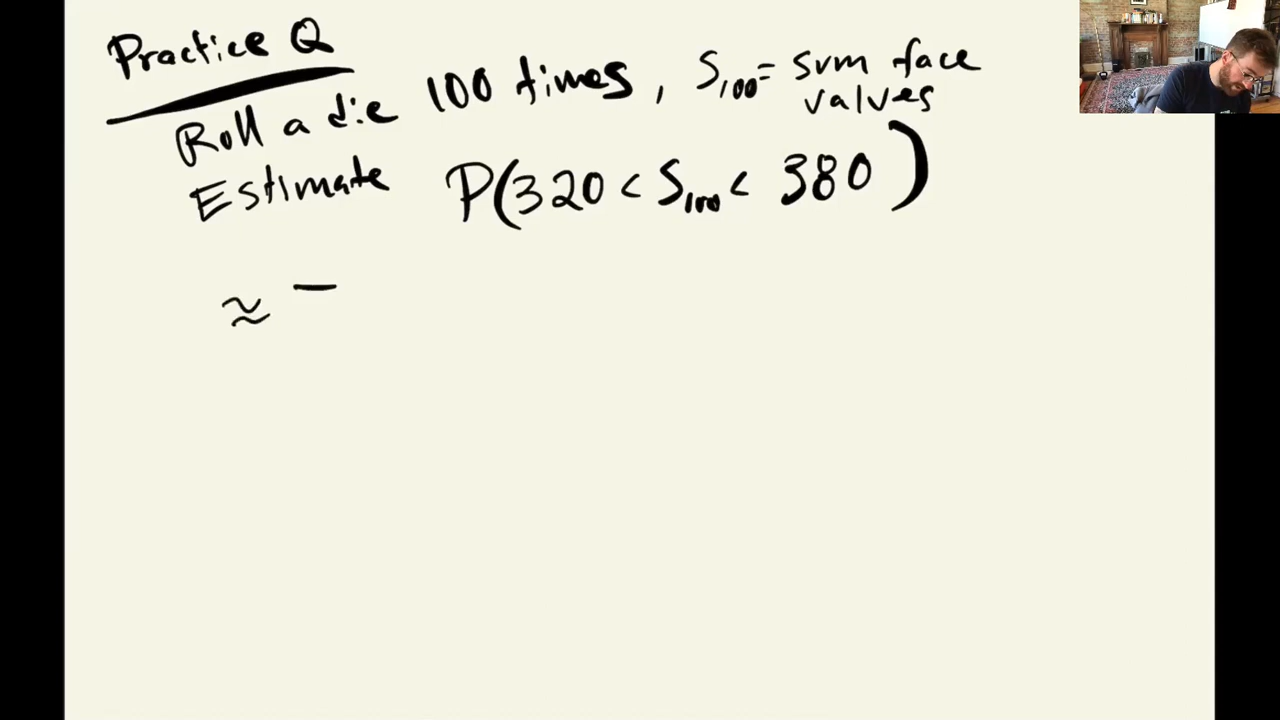 Practice Q
Roll a die 100 times, S₁₀₀ = sum face values
Estimate P(320 < S₁₀₀ < 380)
≈